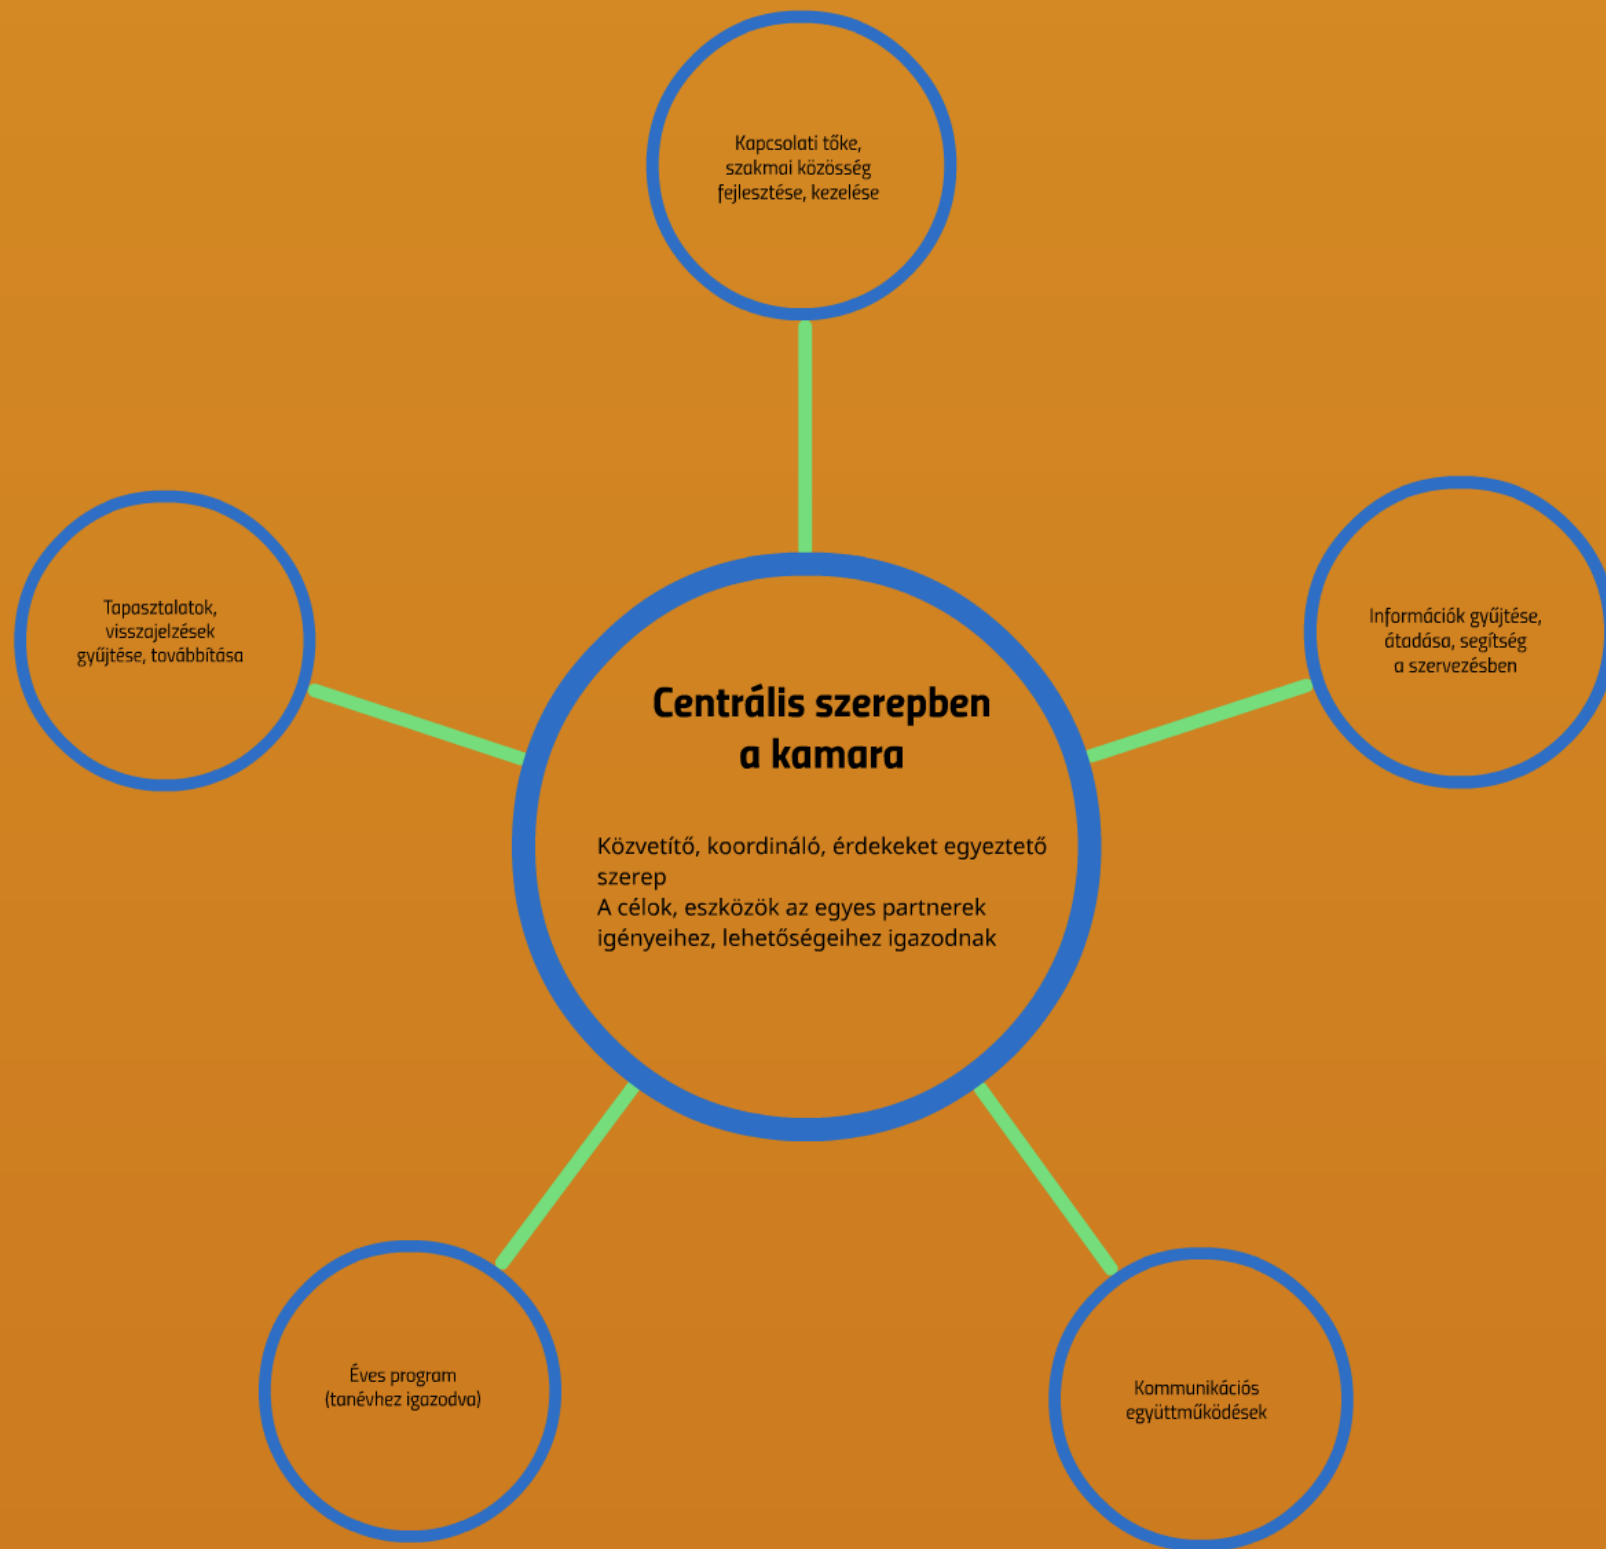 Kapcsolati tőke,
szakmai közösség
fejlesztése, kezelése
Tapasztalatok,
visszajelzések
gyűjtése, továbbítása
Információk gyűjtése,
átadása, segítség
a szervezésben
Centrális szerepben
a kamara
Közvetítő, koordináló, érdekeket egyeztető
szerep
A célok, eszközök az egyes partnerek
igényeihez, lehetőségeihez igazodnak
Éves program
(tanévhez igazodva)
Kommunikációs
együttműködések